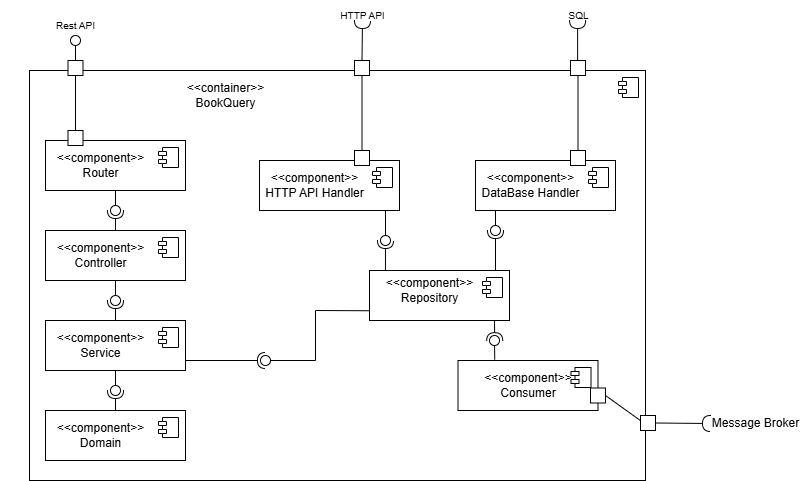 Rest API
HTTP API
SQL
<<container>>
BookQuery
<<component>>
Router
<<component>>
HTTP API Handler
<<component>>
DataBase Handler
<<component>>
Controller
<<component>>
Repository
<<component>>
Service
<<component>>
Consumer
Message Broker
<<component>>
Domain